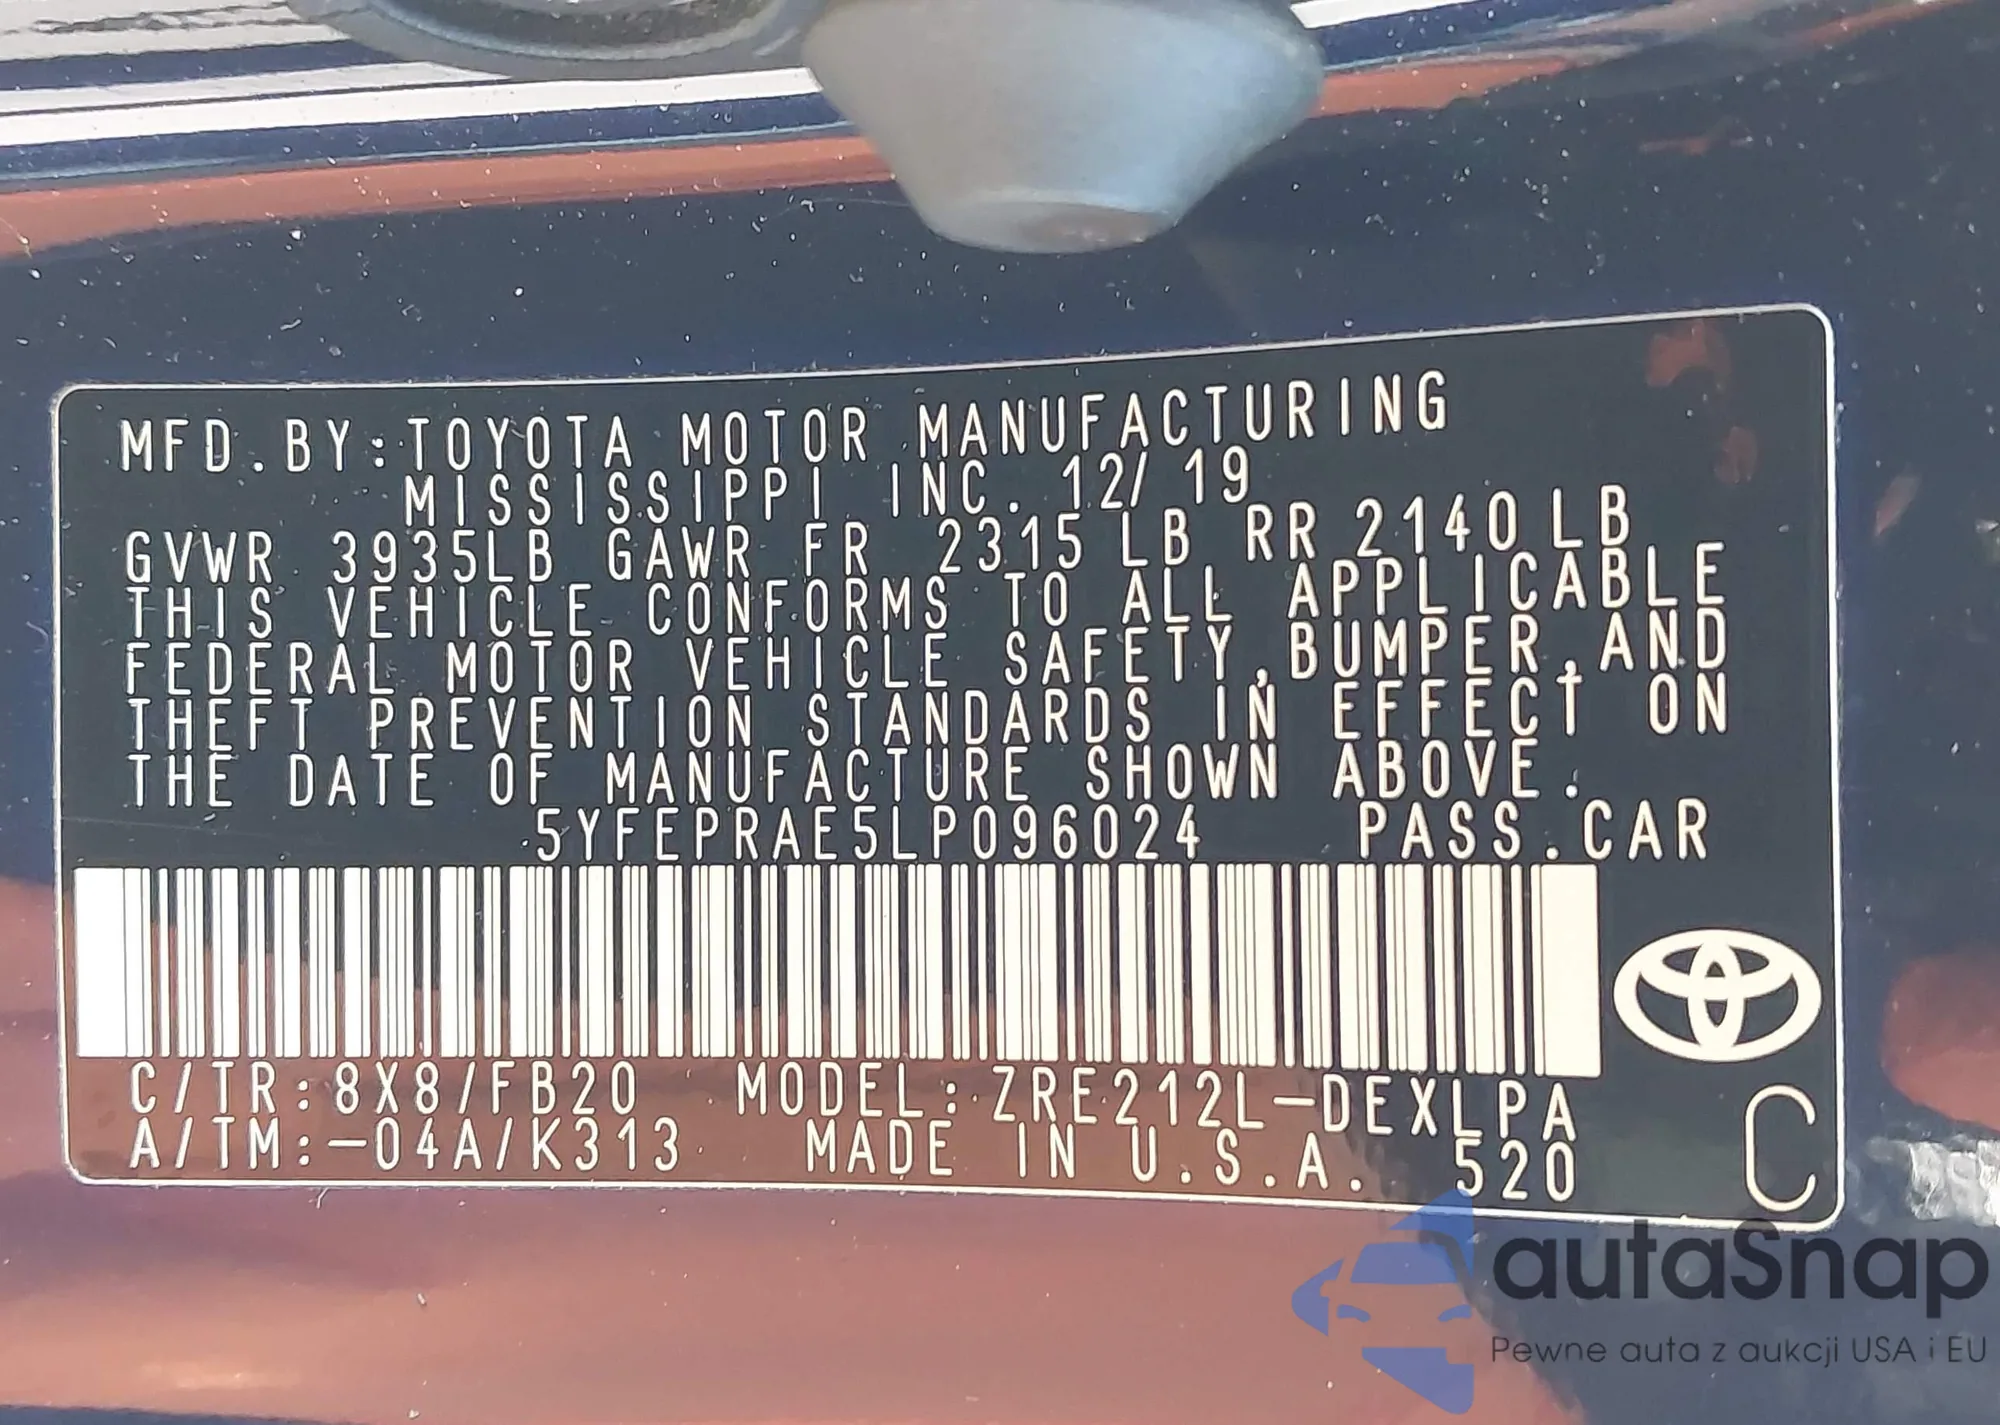 MFD.BY:TOYOTA MOTOR MANUFACTURING
MISSISSIPPI INC. 12/19
GVWR 3935LB GAWR FR 2315 LB RR 2140 LB
THIS VEHICLE CONFORMS TO ALL APPLICABLE
FEDERAL MOTOR VEHICLE SAFETY,BUMPER,AND
THEFT PREVENTION STANDARDS IN EFFECT ON
THE DATE OF MANUFACTURE SHOWN ABOVE.
5YFEPRAE5LP096024 PASS.CAR
C/TR:8X8/FB20 MODEL:ZRE212L-DEXLPA
A/TM:-04A/K313 MADE IN U.S.A. 520
C
autaSnap
Pewne auta z aukcji USA i EU